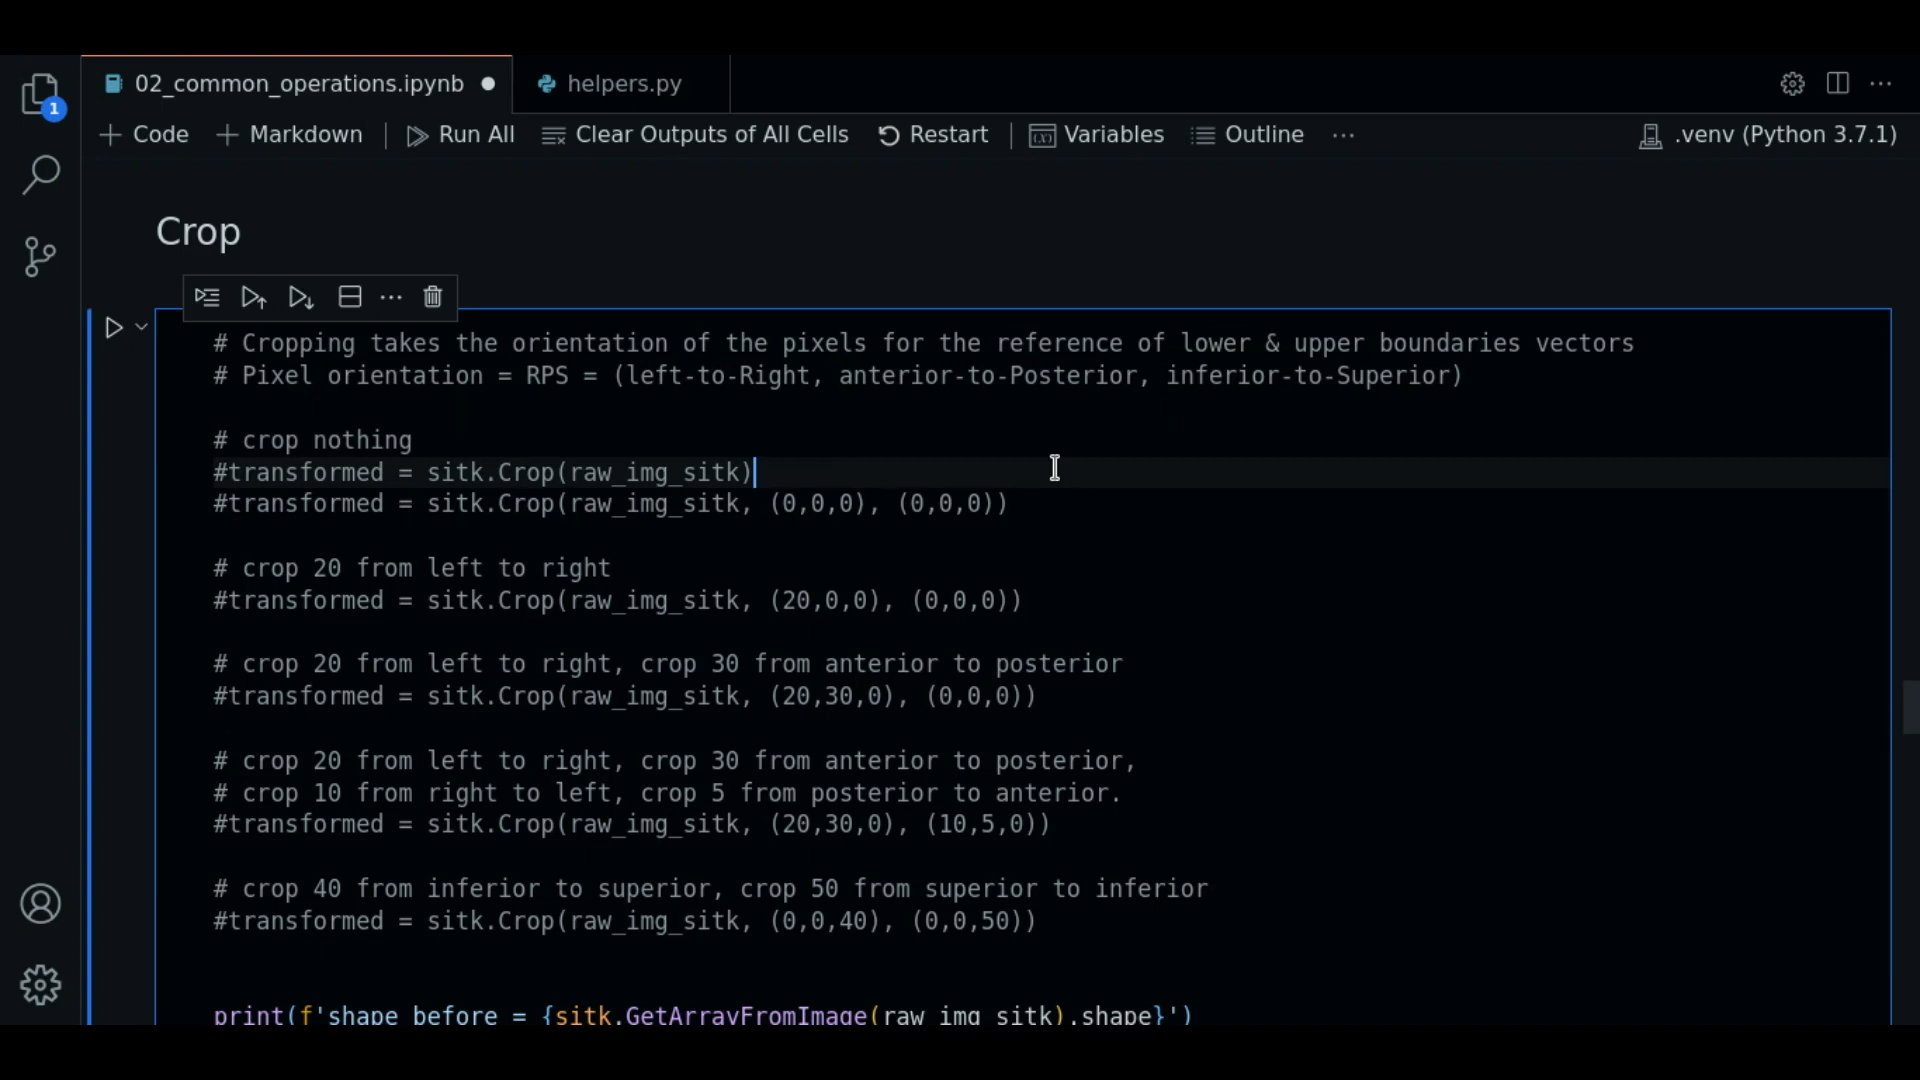 02_common_operations.ipynb
helpers.py
1
Code
Markdown
Run All
Clear Outputs of All Cells
Restart
Variables
Outline
.venv (Python 3.7.1)
Crop
# Cropping takes the orientation of the pixels for the reference of lower & upper boundaries vectors
# Pixel orientation = RPS = (left-to-Right, anterior-to-Posterior, inferior-to-Superior)
# crop nothing
#transformed = sitk.Crop(raw_img_sitk)
#transformed = sitk.Crop(raw_img_sitk, (0,0,0), (0,0,0))
# crop 20 from left to right
#transformed = sitk.Crop(raw_img_sitk, (20,0,0), (0,0,0))
# crop 20 from left to right, crop 30 from anterior to posterior
#transformed = sitk.Crop(raw_img_sitk, (20,30,0), (0,0,0))
# crop 20 from left to right, crop 30 from anterior to posterior,
# crop 10 from right to left, crop 5 from posterior to anterior.
#transformed = sitk.Crop(raw_img_sitk, (20,30,0), (10,5,0))
# crop 40 from inferior to superior, crop 50 from superior to inferior
#transformed = sitk.Crop(raw_img_sitk, (0,0,40), (0,0,50))
print(f'shape before = {sitk.GetArrayFromImage(raw_img_sitk).shape}')